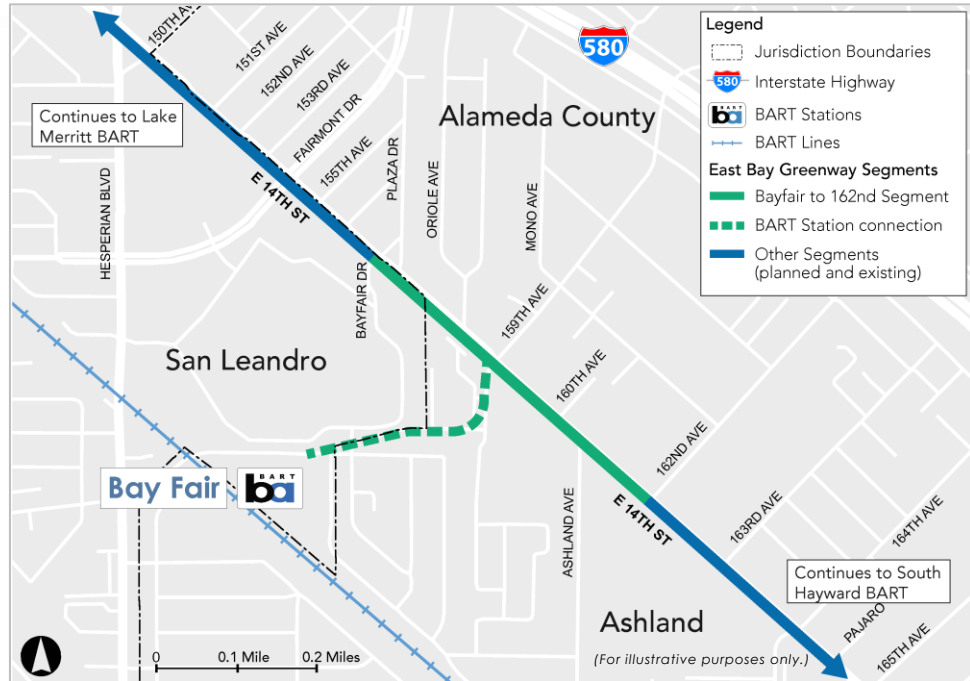 150TH AVE
151ST AVE
152ND AVE
153RD AVE
FAIRMONT DR
155TH AVE
PLAZA DR
ORIOLE AVE
MONO AVE
580
Alameda County
Continues to Lake
Merritt BART
HESPERIAN BLVD
E 14TH ST
BAYFAIR DR
San Leandro
159TH AVE
160TH AVE
162ND AVE
163RD AVE
164TH AVE
E 14TH ST
ASHLAND AVE
Bay Fair
BART
ba
Continues to South
Hayward BART
PAJARO
165TH AVE
Ashland
(For illustrative purposes only.)
0
0.1 Mile
0.2 Miles
Legend
Jurisdiction Boundaries
580
Interstate Highway
BART
ba
BART Stations
BART Lines
East Bay Greenway Segments
Bayfair to 162nd Segment
BART Station connection
Other Segments
(planned and existing)